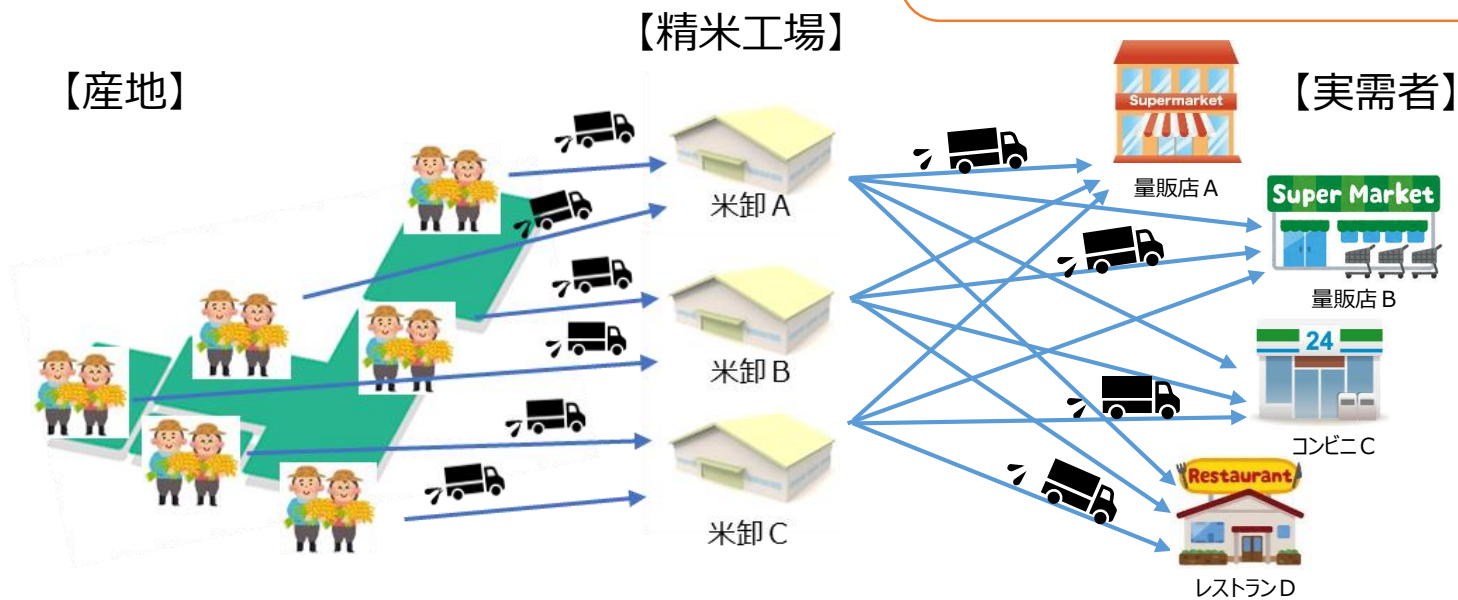 【精米工場】
【産地】
【実需者】
Supermarket
量販店A
Super Market
量販店B
24
コンビニC
Restaurant
レストランD
米卸A
米卸B
米卸C